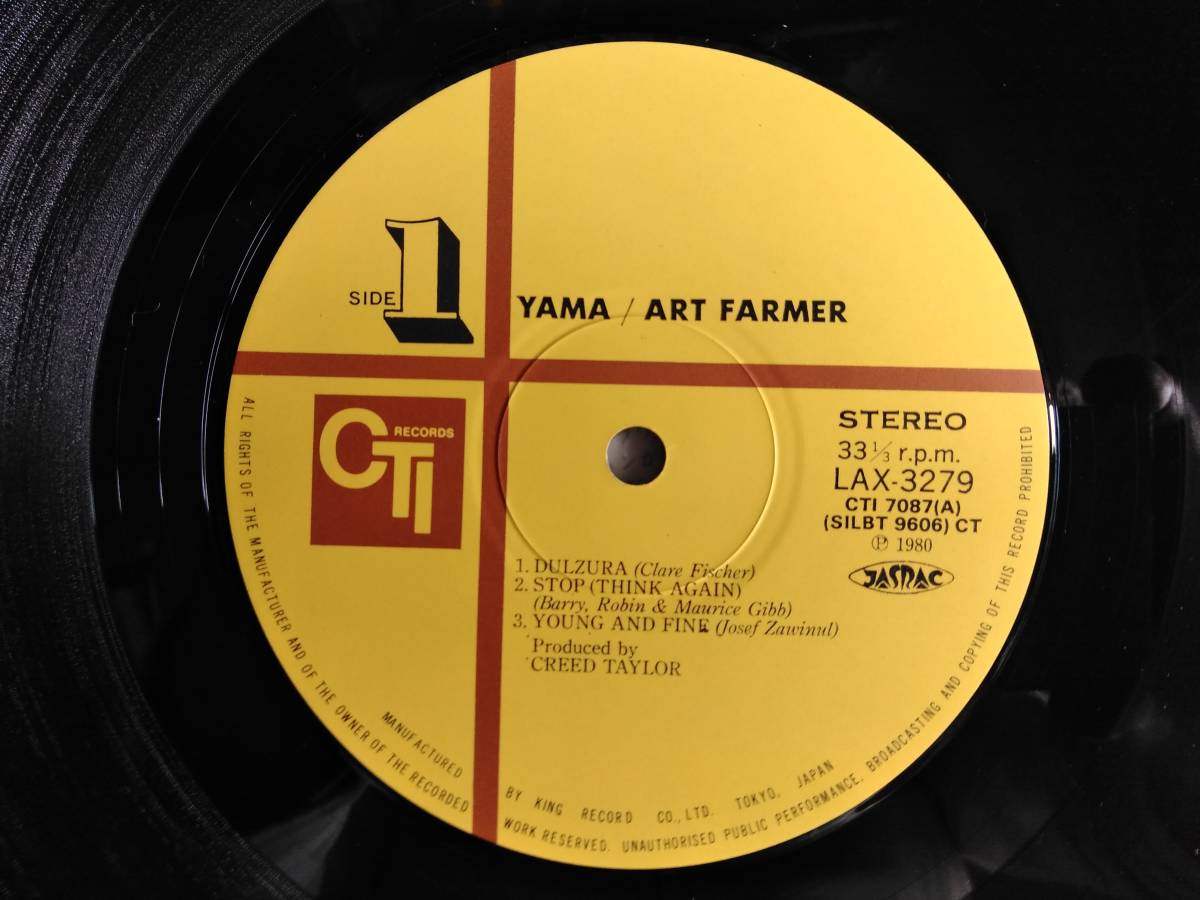 SIDE 1
YAMA / ART FARMER
CTI RECORDS
STEREO
33 1/3 r.p.m.
LAX-3279
CTI 7087(A)
(SILBT 9606) CT
Ⓟ 1980
JASRAC
1. DULZURA (Clare Fischer)
2. STOP (THINK AGAIN)
(Barry, Robin & Maurice Gibb)
3. YOUNG AND FINE (Josef Zawinul)
Produced by
CREED TAYLOR
MANUFACTURED BY KING RECORD CO., LTD. TOKYO, JAPAN
ALL RIGHTS OF THE MANUFACTURER AND OF THE OWNER OF THE RECORDED WORK RESERVED. UNAUTHORISED PUBLIC PERFORMANCE, BROADCASTING AND COPYING OF THIS RECORD PROHIBITED